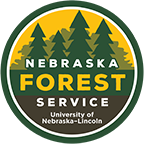 NEBRASKA
FOREST
SERVICE
University of
Nebraska–Lincoln